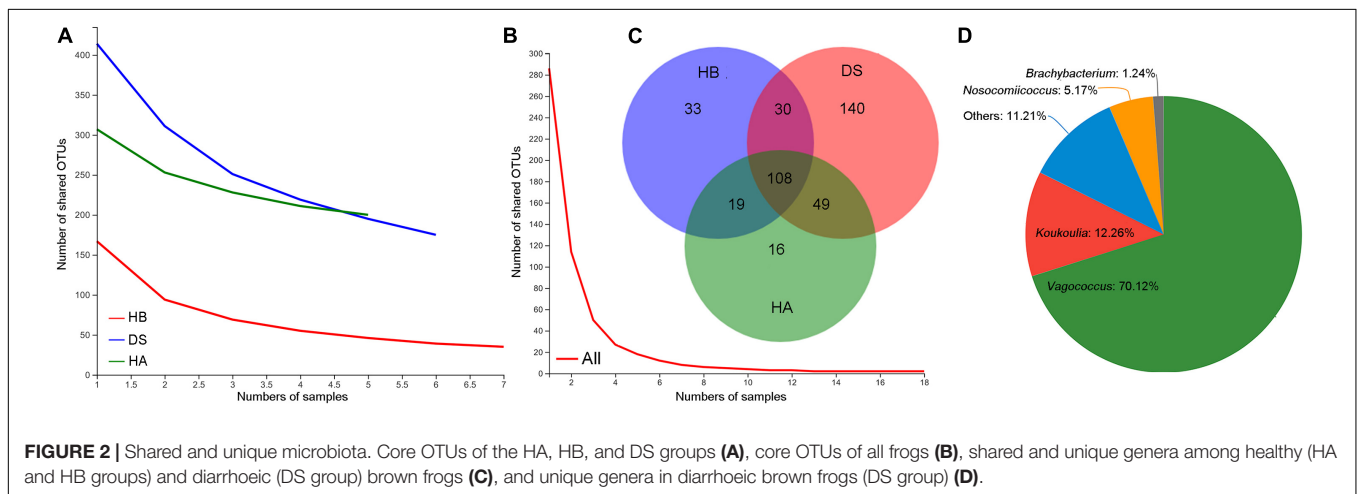 A
Number of shared OTUs
400
350
300
250
200
150
100
50
0
HB
DS
HA
1
1.5
2
2.5
3
3.5
4
4.5
5
5.5
6
6.5
7
Numbers of samples
B
Number of shared OTUs
300
280
260
240
220
200
180
160
140
120
100
80
60
40
20
0
All
2
4
6
8
10
12
14
16
18
Numbers of samples
C
HB
DS
33
30
140
108
19
49
16
HA
D
Brachybacterium: 1.24%
Nosocomiicoccus: 5.17%
Others: 11.21%
Koukoulia: 12.26%
Vagococcus: 70.12%
FIGURE 2 | Shared and unique microbiota. Core OTUs of the HA, HB, and DS groups (A), core OTUs of all frogs (B), shared and unique genera among healthy (HA
and HB groups) and diarrhoeic (DS group) brown frogs (C), and unique genera in diarrhoeic brown frogs (DS group) (D).